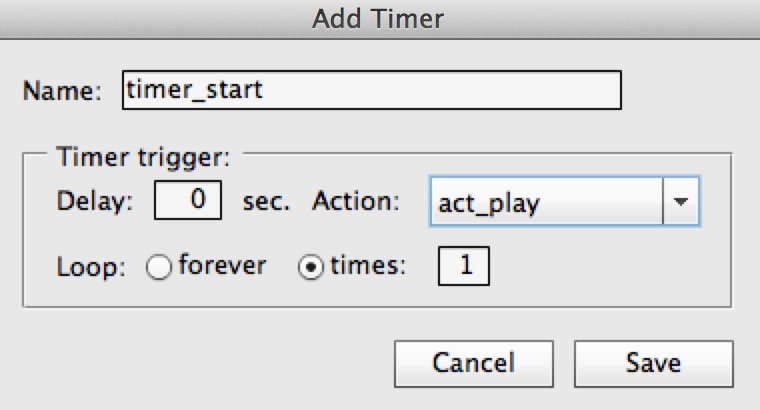 Add Timer
Name: timer_start
Timer trigger:
Delay: 0 sec. Action: act_play
Loop: forever times: 1
Cancel Save